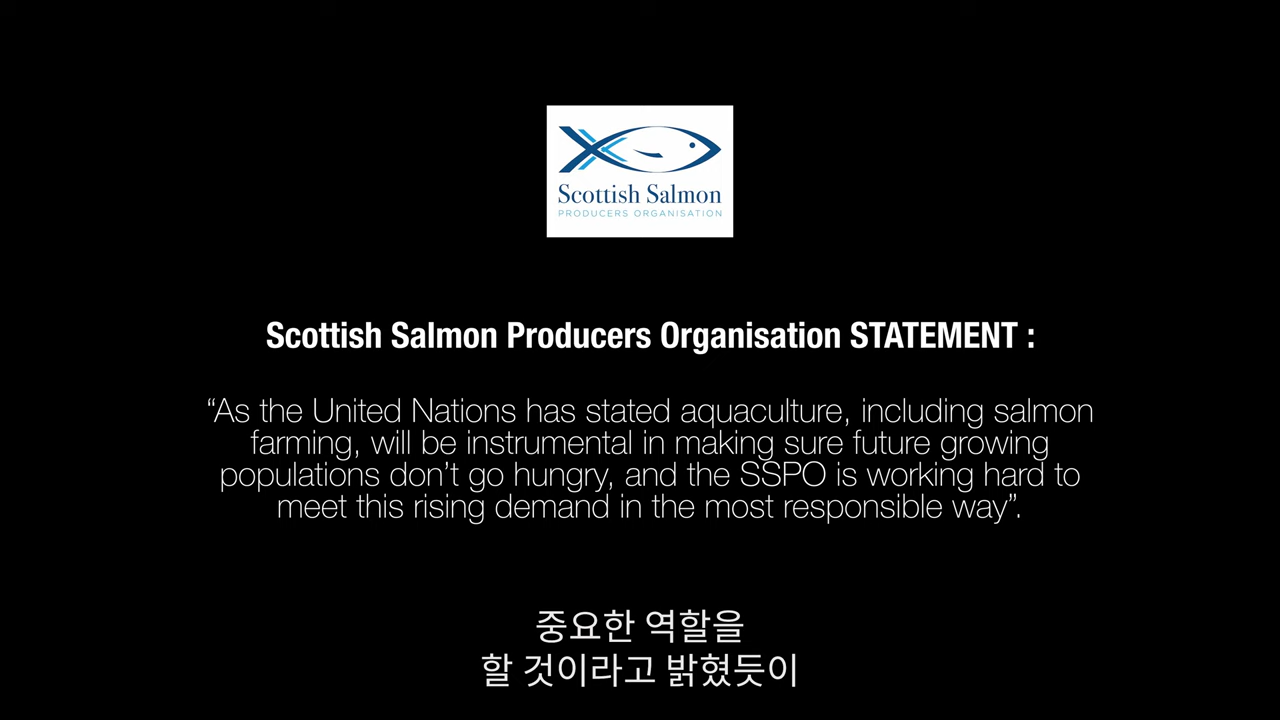 Scottish Salmon
PRODUCERS ORGANISATION
Scottish Salmon Producers Organisation STATEMENT :
“As the United Nations has stated aquaculture, including salmon
farming, will be instrumental in making sure future growing
populations don’t go hungry, and the SSPO is working hard to
meet this rising demand in the most responsible way”.
중요한 역할을
할 것이라고 밝혔듯이